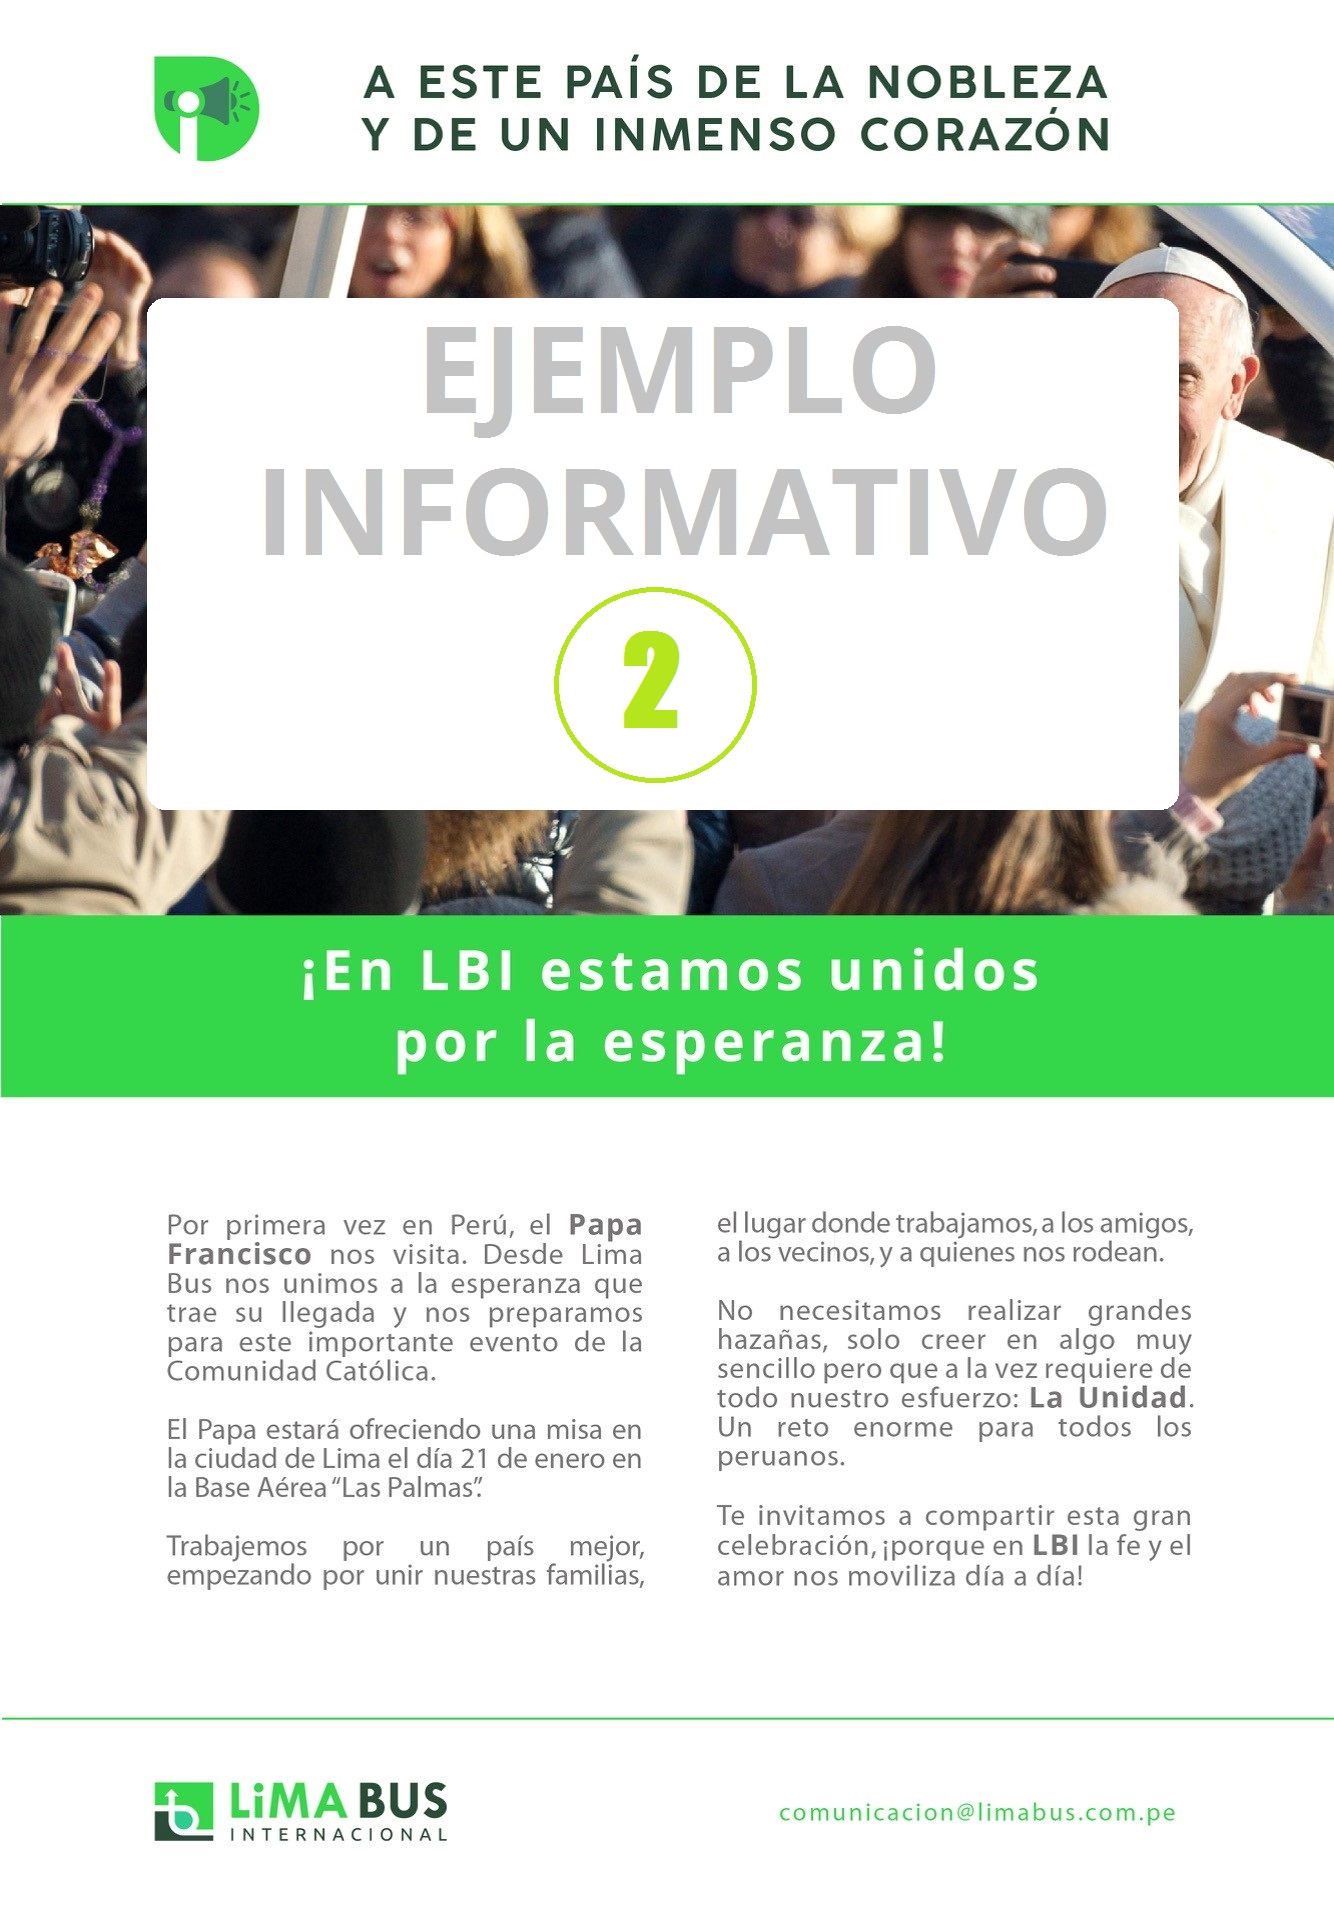 A ESTE PAÍS DE LA NOBLEZA
Y DE UN INMENSO CORAZÓN
EJEMPLO
INFORMATIVO
2
¡En LBI estamos unidos
por la esperanza!
Por primera vez en Perú, el Papa
Francisco nos visita. Desde Lima
Bus nos unimos a la esperanza que
trae su llegada y nos preparamos
para este importante evento de la
Comunidad Católica.
El Papa estará ofreciendo una misa en
la ciudad de Lima el día 21 de enero en
la Base Aérea “Las Palmas”.
Trabajemos por un país mejor,
empezando por unir nuestras familias,
el lugar donde trabajamos, a los amigos,
a los vecinos, y a quienes nos rodean.
No necesitamos realizar grandes
hazañas, solo creer en algo muy
sencillo pero que a la vez requiere de
todo nuestro esfuerzo: La Unidad.
Un reto enorme para todos los
peruanos.
Te invitamos a compartir esta gran
celebración, ¡porque en LBI la fe y el
amor nos moviliza día a día!
LiMA BUS
INTERNACIONAL
comunicacion@limabus.com.pe